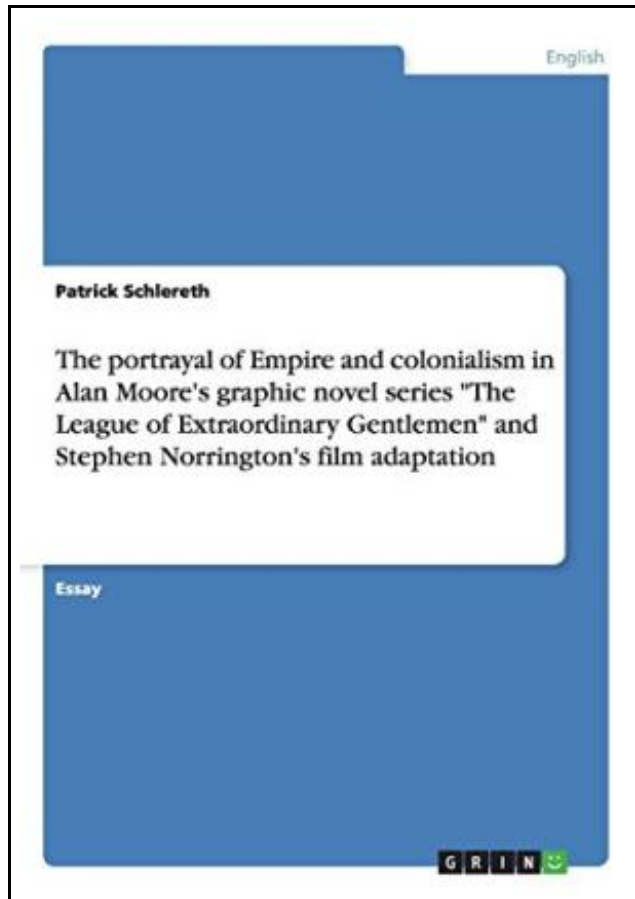 English
Patrick Schlereth
The portrayal of Empire and colonialism in
Alan Moore's graphic novel series "The
League of Extraordinary Gentlemen" and
Stephen Norrington's film adaptation
Essay
GRIN